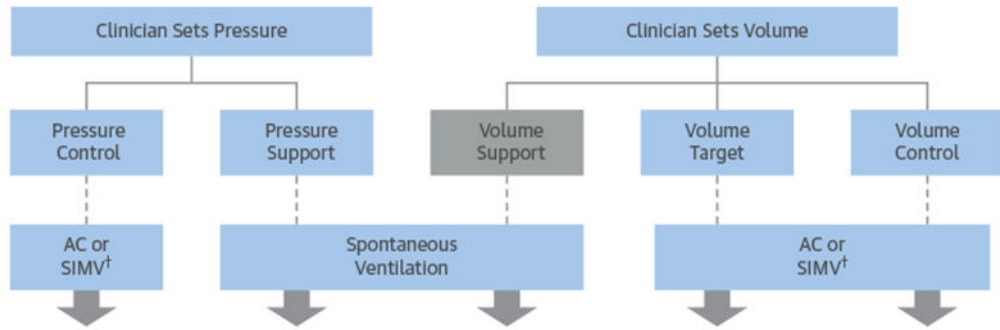 Clinician Sets Pressure
Clinician Sets Volume
Pressure
Control
Pressure
Support
Volume
Support
Volume
Target
Volume
Control
AC or
SIMV†
Spontaneous
Ventilation
AC or
SIMV†